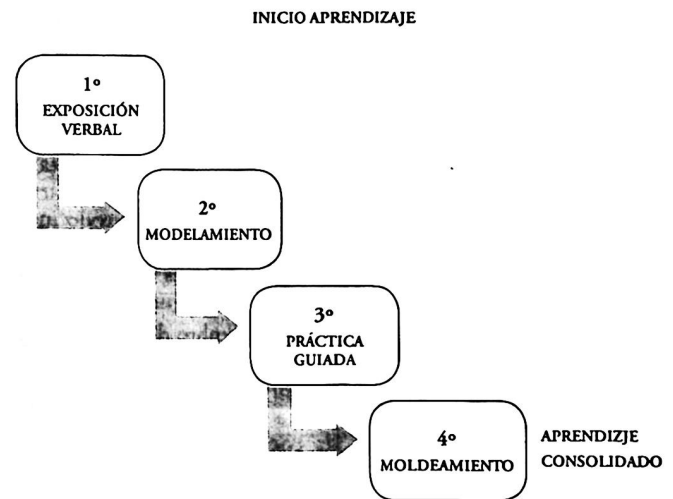 INICIO APRENDIZAJE
1º
EXPOSICIÓN
VERBAL
2º
MODELAMIENTO
3º
PRÁCTICA
GUIADA
4º
MOLDEAMIENTO
APRENDIZJE
CONSOLIDADO